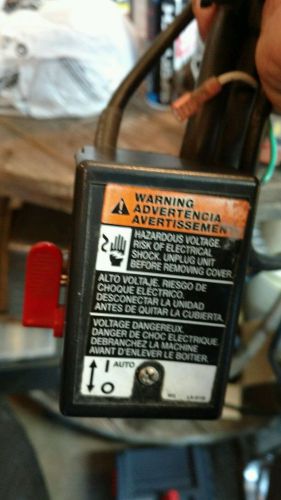 WARNING
ADVERTENCIA
AVERTISSEMENT
HAZARDOUS VOLTAGE.
RISK OF ELECTRICAL
SHOCK. UNPLUG UNIT
BEFORE REMOVING COVER.
ALTO VOLTAJE. RIESGO DE
CHOQUE ELÉCTRICO.
DESCONECTAR LA UNIDAD
ANTES DE QUITAR LA CUBIERTA.
VOLTAGE DANGEREUX.
DANGER DE CHOC ELECTRIQUE.
DEBRANCHEZ LA MACHINE
AVANT D'ENLEVER LE BOITIER.
I AUTO
O